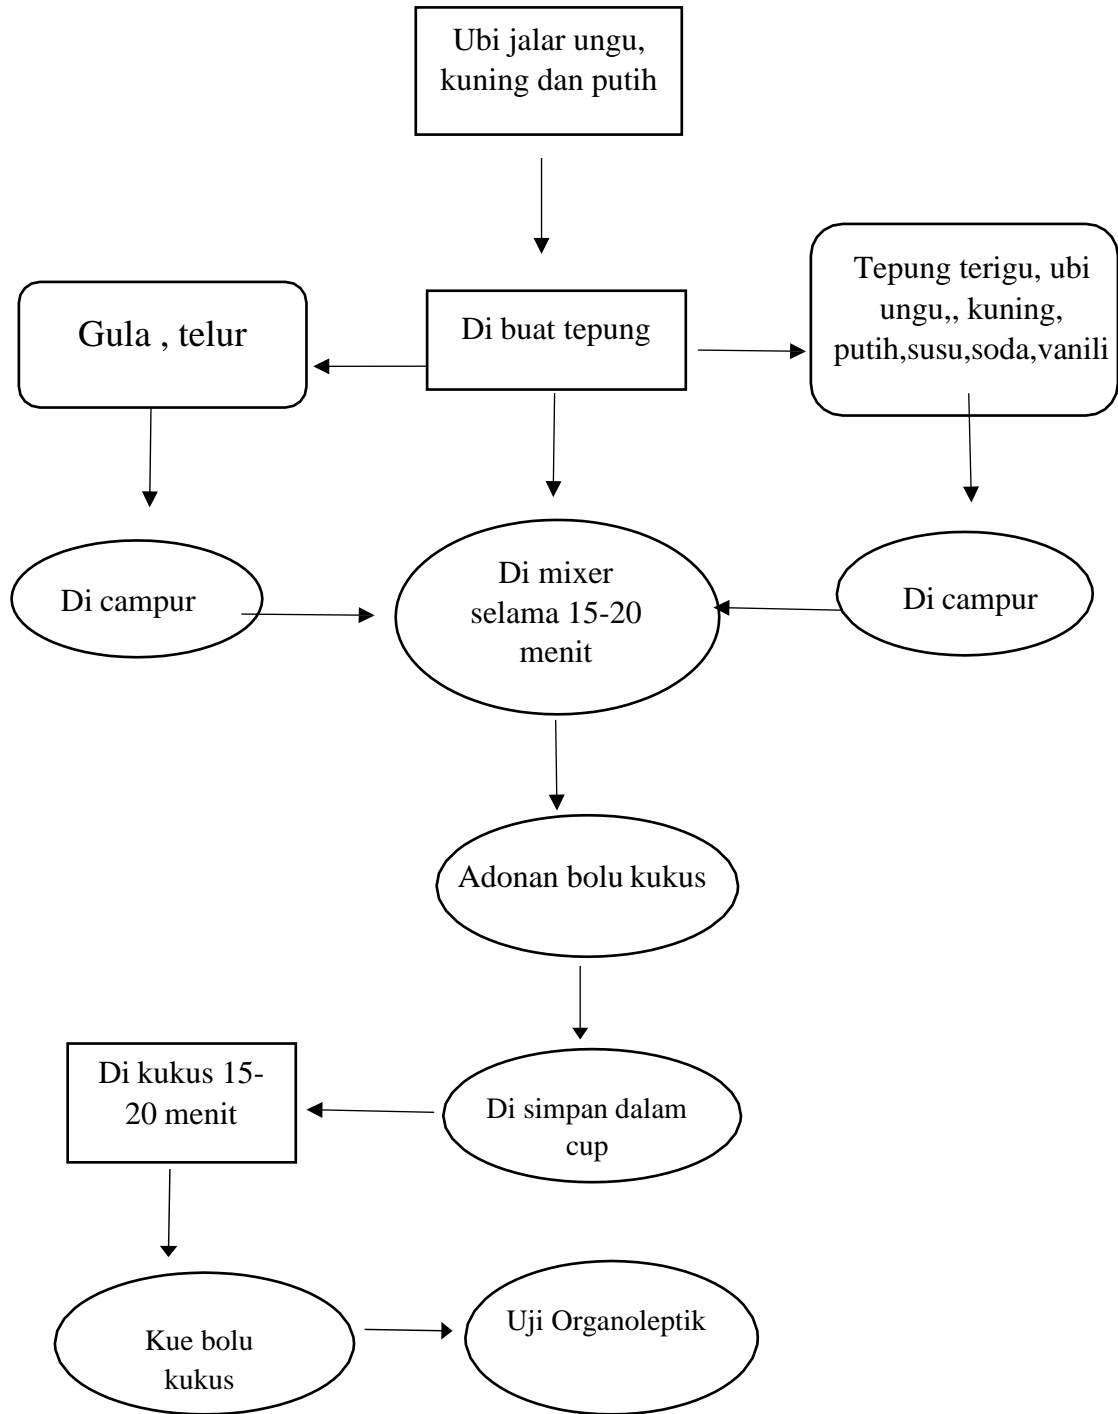 Ubi jalar ungu,
kuning dan putih
Gula , telur
Di buat tepung
Tepung terigu, ubi
ungu,, kuning,
putih,susu,soda,vanili
Di campur
Di mixer
selama 15-20
menit
Di campur
Adonan bolu kukus
Di kukus 15-
20 menit
Di simpan dalam
cup
Kue bolu
kukus
Uji Organoleptik